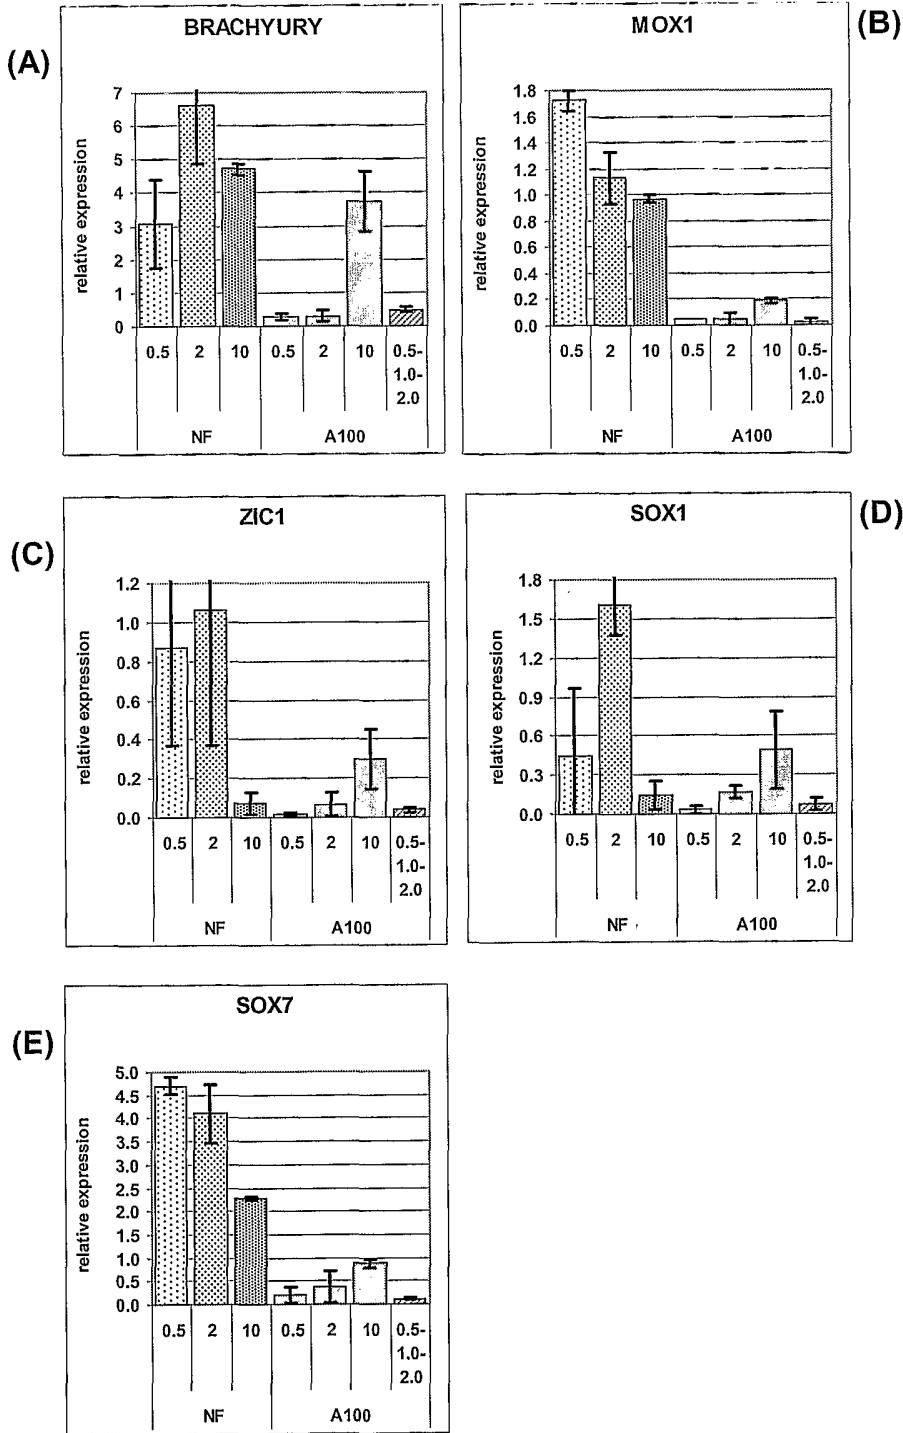 BRACHYURY
(A)
relative expression
7
6
5
4
3
2
1
0
0.5 2 10 0.5 2 10 0.5-
1.0-
2.0
NF A100
MOX1
(B)
relative expression
1.8
1.6
1.4
1.2
1.0
0.8
0.6
0.4
0.2
0.0
0.5 2 10 0.5 2 10 0.5-
1.0-
2.0
NF A100
ZIC1
(C)
relative expression
1.2
1.0
0.8
0.6
0.4
0.2
0.0
0.5 2 10 0.5 2 10 0.5-
1.0-
2.0
NF A100
SOX1
(D)
relative expression
1.8
1.5
1.2
0.9
0.6
0.3
0.0
0.5 2 10 0.5 2 10 0.5-
1.0-
2.0
NF A100
SOX7
(E)
relative expression
5.0
4.5
4.0
3.5
3.0
2.5
2.0
1.5
1.0
0.5
0.0
0.5 2 10 0.5 2 10 0.5-
1.0-
2.0
NF A100